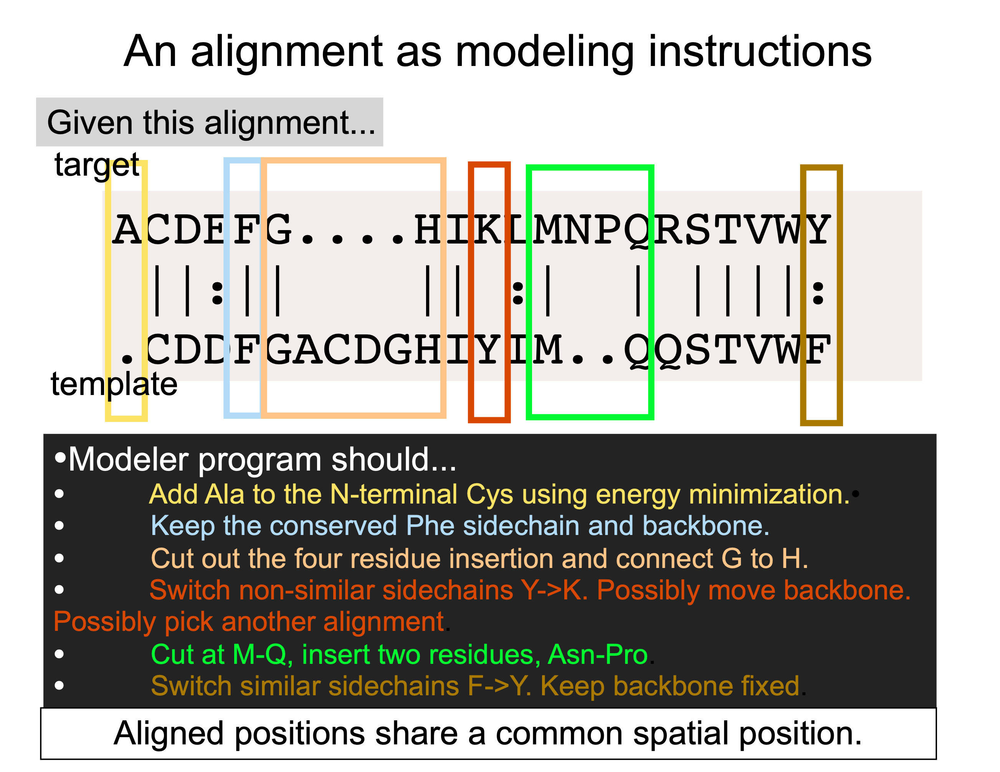 An alignment as modeling instructions
Given this alignment...
target
ACDEFG....HIKLMNPQRSTVWY
||:|| || :| | ||||:
.CDDFGACDGHIYIM..QQSTVWF
template
•Modeler program should...
• Add Ala to the N-terminal Cys using energy minimization.•
• Keep the conserved Phe sidechain and backbone.
• Cut out the four residue insertion and connect G to H.
• Switch non-similar sidechains Y->K. Possibly move backbone.
Possibly pick another alignment.
• Cut at M-Q, insert two residues, Asn-Pro.
• Switch similar sidechains F->Y. Keep backbone fixed.
Aligned positions share a common spatial position.